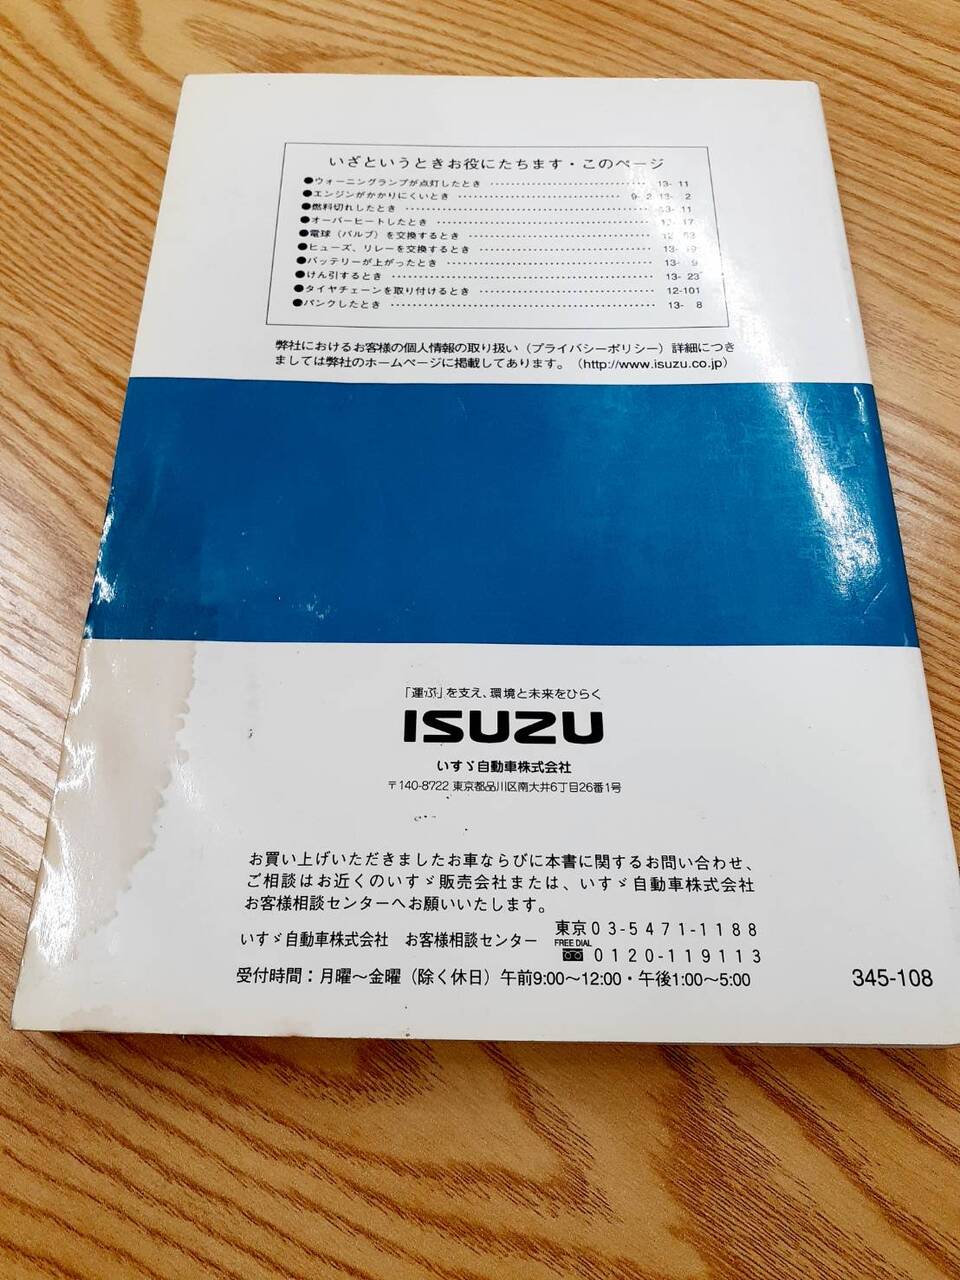 いざというときお役にたちます・このページ
●ウォーニングランプが点灯したとき ……………… 13- 11
●エンジンがかかりにくいとき ……………… 9- 2,13- 2
●燃料切れしたとき ……………… 13- 11
●オーバーヒートしたとき ……………… 17
●電球（バルブ）を交換するとき ……………… 12-
●ヒューズ、リレーを交換するとき ……………… 13- 19
●バッテリーが上がったとき ……………… 13- 9
●けん引するとき ……………… 13- 23
●タイヤチェーンを取り付けるとき ……………… 12-101
●パンクしたとき ……………… 13- 8
弊社におけるお客様の個人情報の取り扱い（プライバシーポリシー）詳細につき
ましては弊社のホームページに掲載してあります。（http://www.isuzu.co.jp）
「運ぶ」を支え、環境と未来をひらく
ISUZU
いすゞ自動車株式会社
〒140-8722 東京都品川区南大井6丁目26番1号
お買い上げいただきましたお車ならびに本書に関するお問い合わせ、
ご相談はお近くのいすゞ販売会社または、いすゞ自動車株式会社
お客様相談センターへお願いいたします。
いすゞ自動車株式会社　お客様相談センター　東京03-5471-1188
FREE DIAL
0120-119113
受付時間：月曜〜金曜（除く休日）午前9:00〜12:00・午後1:00〜5:00
345-108